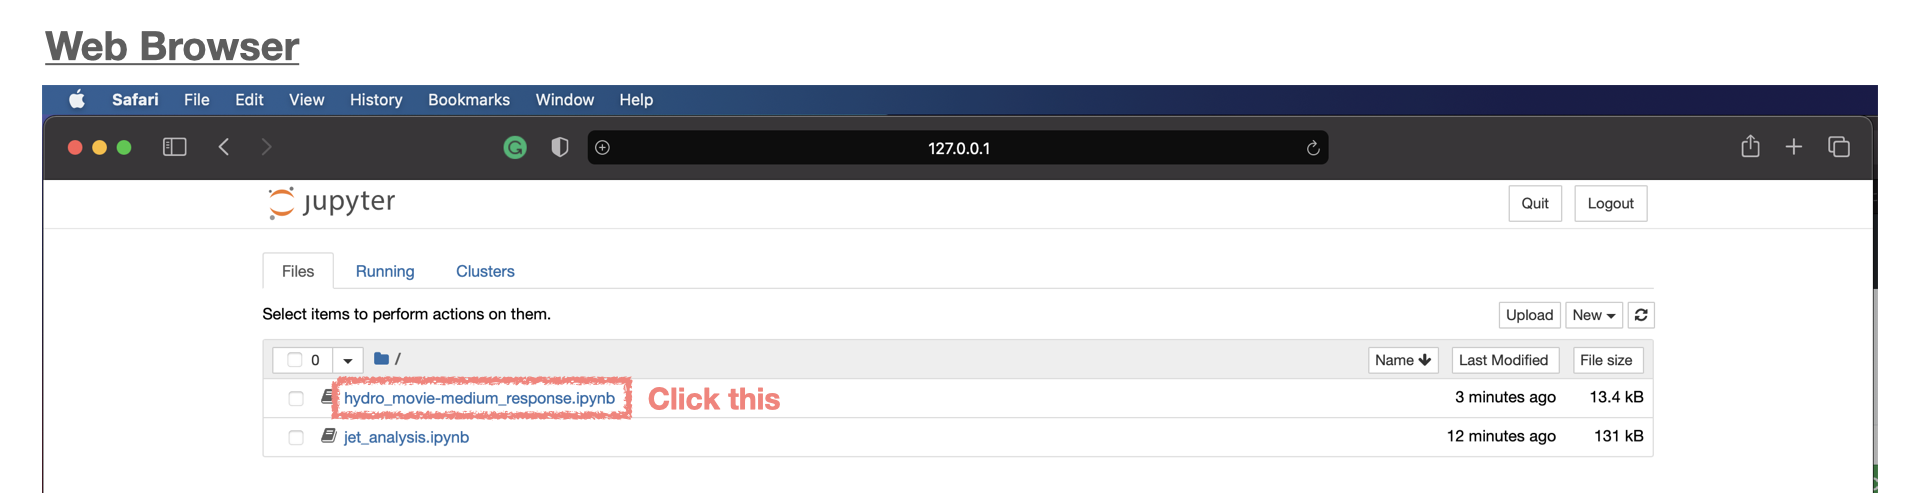 Web Browser
Safari File Edit View History Bookmarks Window Help
127.0.0.1
jupyter
Quit Logout
Files Running Clusters
Select items to perform actions on them.
Upload New
0 / Name Last Modified File size
hydro_movie-medium_response.ipynb Click this 3 minutes ago 13.4 kB
jet_analysis.ipynb 12 minutes ago 131 kB